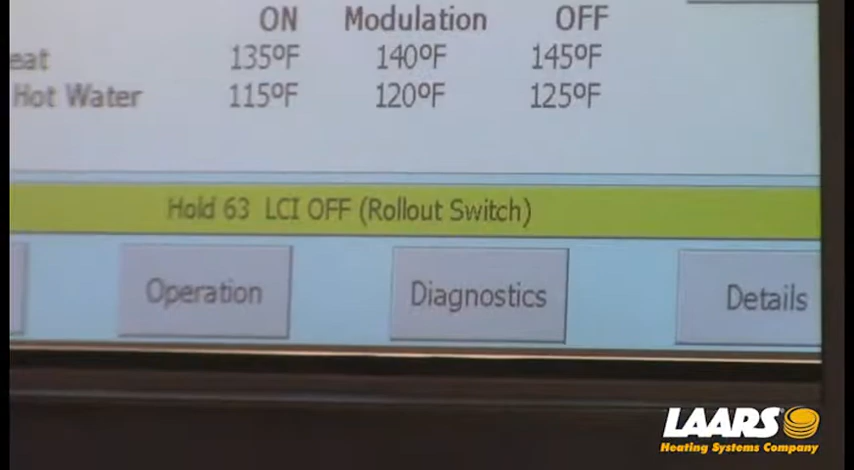 ON Modulation OFF
eat 135ºF 140ºF 145ºF
Hot Water 115ºF 120ºF 125ºF
Hold 63 LCI OFF (Rollout Switch)
Operation Diagnostics Details
LAARS
Heating Systems Company